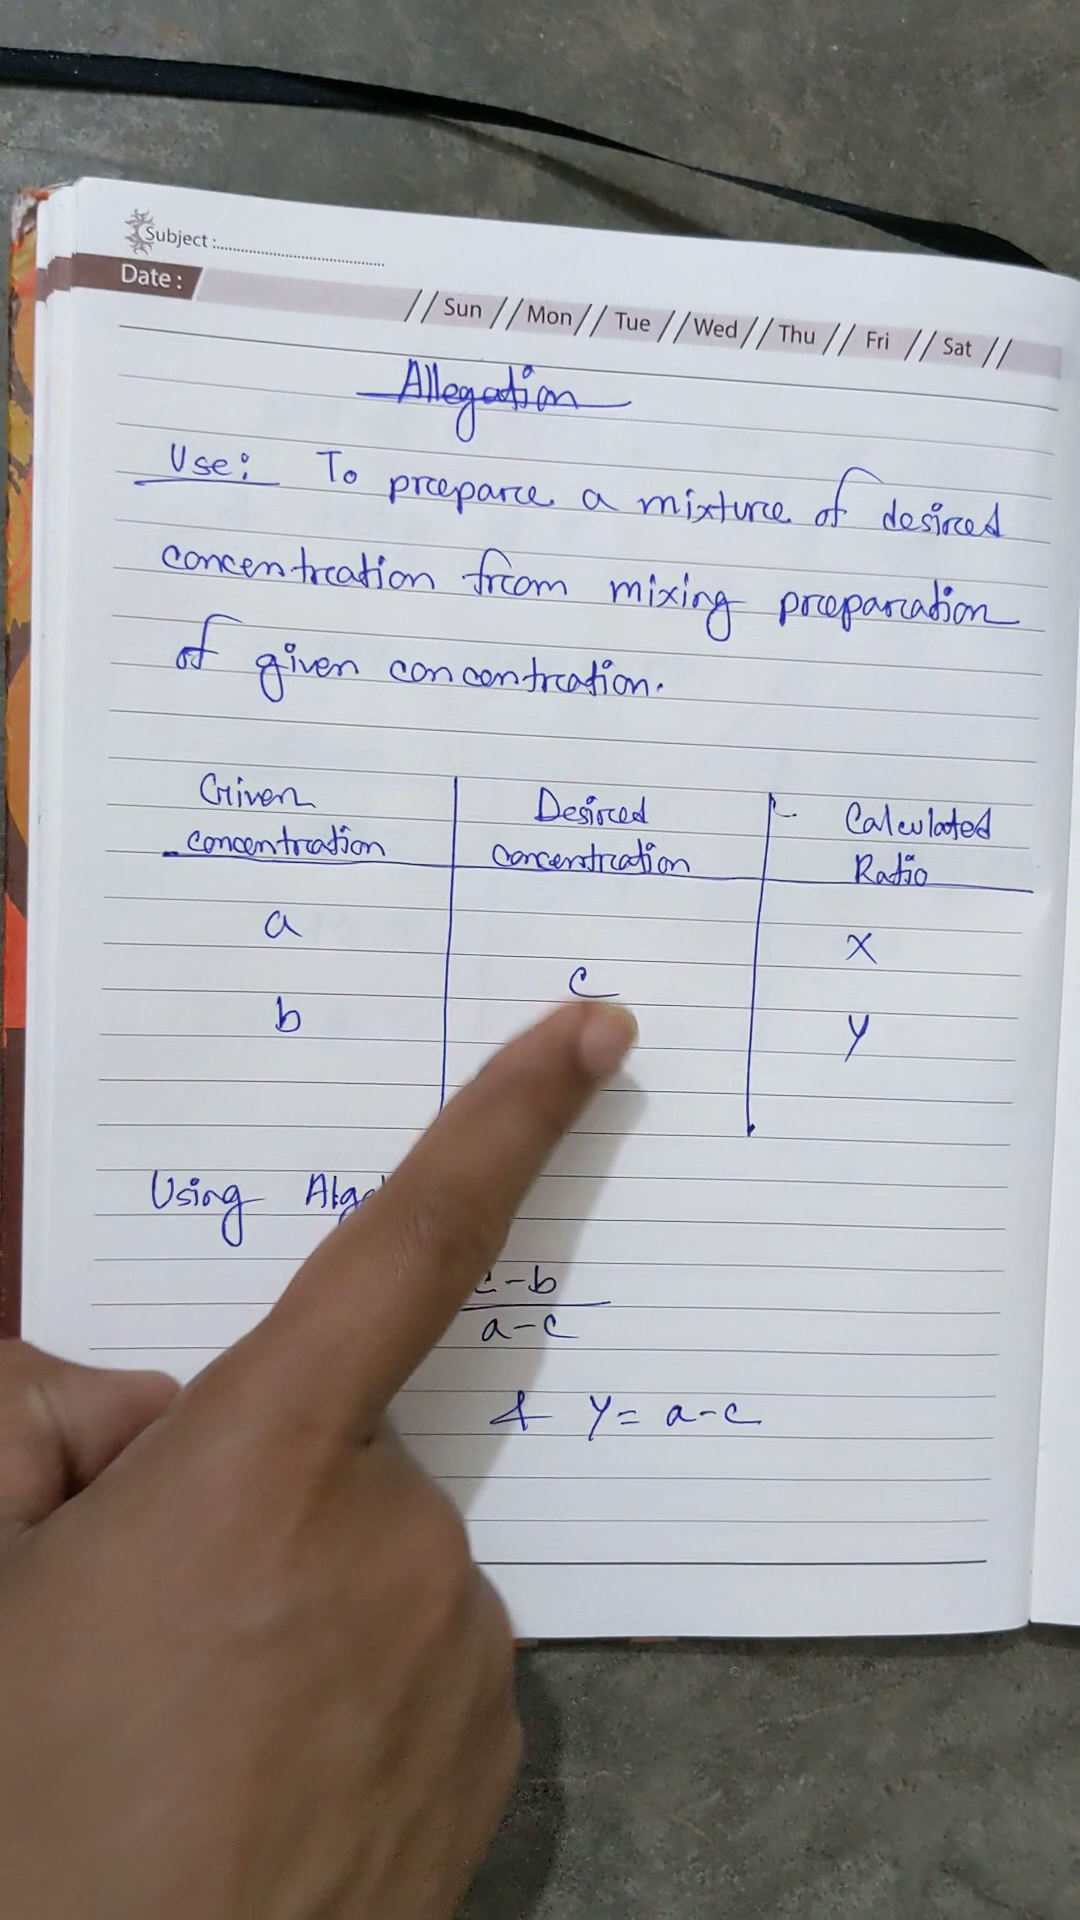 Subject :
Date :
// Sun // Mon // Tue // Wed // Thu // Fri // Sat //
Allegation
Use: To prepare a mixture of desired
concentration from mixing preparation
of given concentration.
Given concentration | Desired concentration | Calculated Ratio
a
x
c
b
y
Using
c-b
a-c
& y = a-c